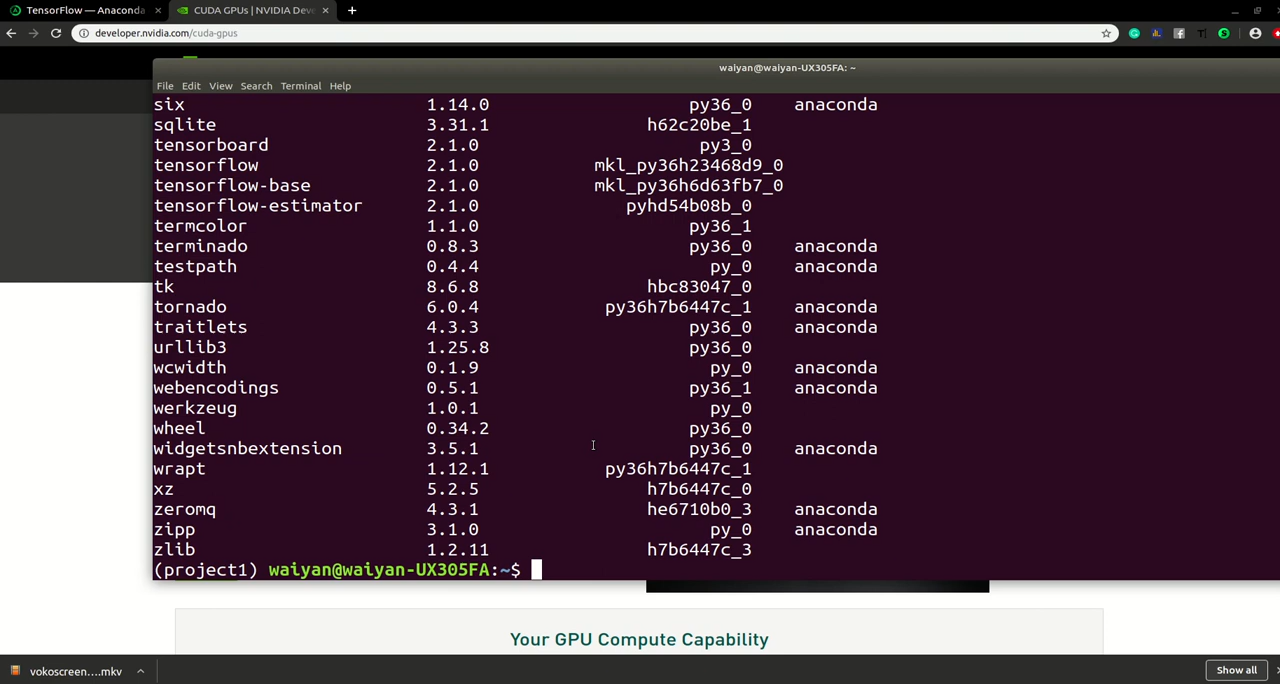 TensorFlow — Anaconda
CUDA GPUs | NVIDIA Dev
developer.nvidia.com/cuda-gpus
waiyan@waiyan-UX305FA: ~
File Edit View Search Terminal Help
six 1.14.0 py36_0 anaconda
sqlite 3.31.1 h62c20be_1
tensorboard 2.1.0 py3_0
tensorflow 2.1.0 mkl_py36h23468d9_0
tensorflow-base 2.1.0 mkl_py36h6d63fb7_0
tensorflow-estimator 2.1.0 pyhd54b08b_0
termcolor 1.1.0 py36_1
terminado 0.8.3 py36_0 anaconda
testpath 0.4.4 py_0 anaconda
tk 8.6.8 hbc83047_0
tornado 6.0.4 py36h7b6447c_1 anaconda
traitlets 4.3.3 py36_0 anaconda
urllib3 1.25.8 py36_0
wcwidth 0.1.9 py_0 anaconda
webencodings 0.5.1 py36_1 anaconda
werkzeug 1.0.1 py_0
wheel 0.34.2 py36_0
widgetsnbextension 3.5.1 py36_0 anaconda
wrapt 1.12.1 py36h7b6447c_1
xz 5.2.5 h7b6447c_0
zeromq 4.3.1 he6710b0_3 anaconda
zipp 3.1.0 py_0 anaconda
zlib 1.2.11 h7b6447c_3
(project1) waiyan@waiyan-UX305FA:~$
Your GPU Compute Capability
vokoscreen....mkv
Show all